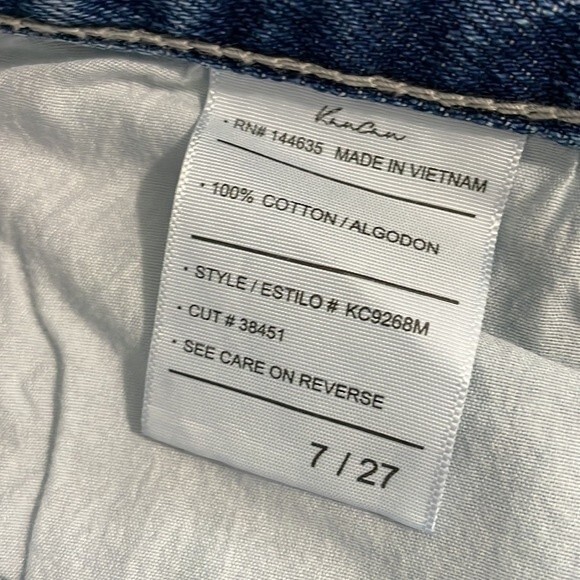 KanCan
· RN# 144635 MADE IN VIETNAM
· 100% COTTON / ALGODON
· STYLE / ESTILO # KC9268M
· CUT # 38451
· SEE CARE ON REVERSE
7 / 27